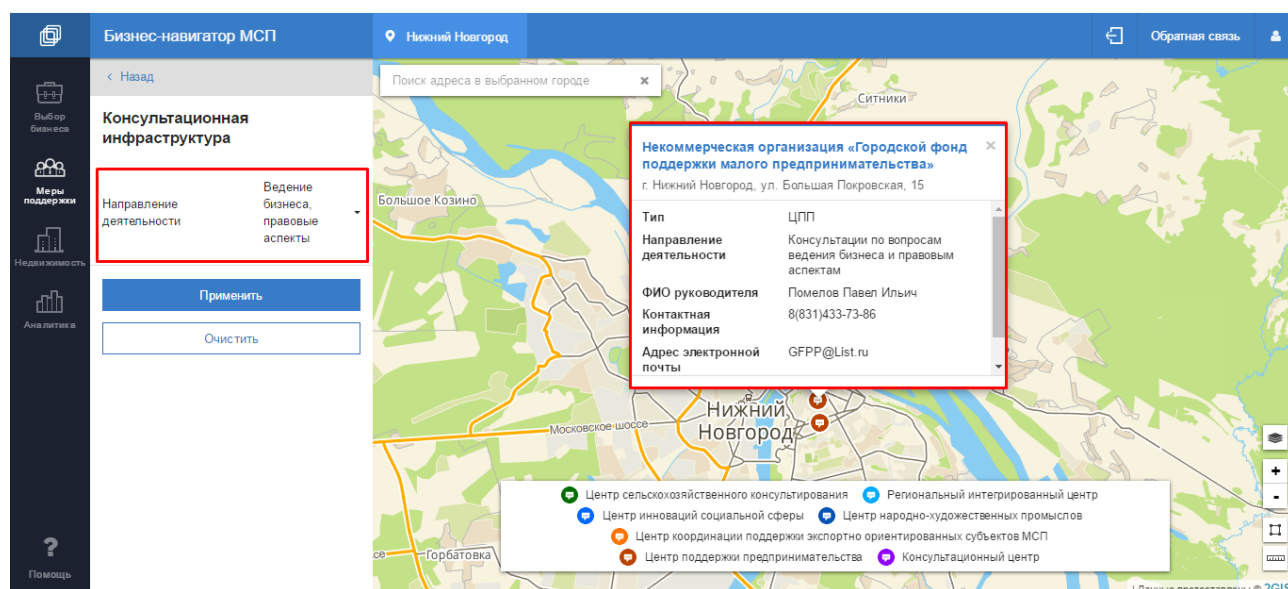 Бизнес-навигатор МСП
Нижний Новгород
Обратная связь
Выбор
бизнеса
Меры
поддержки
Недвижимость
Аналитика
?
Помощь
< Назад
Консультационная
инфраструктура
Направление
деятельности
Ведение
бизнеса,
правовые
аспекты
Применить
Очистить
Поиск адреса в выбранном городе
Ситники
Большое Козино
Некоммерческая организация «Городской фонд
поддержки малого предпринимательства»
г. Нижний Новгород, ул. Большая Покровская, 15
Тип ЦПП
Направление
деятельности
Консультации по вопросам
ведения бизнеса и правовым
аспектам
ФИО руководителя Помелов Павел Ильич
Контактная
информация
8(831)433-73-86
Адрес электронной
почты
GFPP@List.ru
Нижний
Новгород
Московское шоссе
Горбатовка
Центр сельскохозяйственного консультирования Региональный интегрированный центр
Центр инноваций социальной сферы Центр народно-художественных промыслов
Центр координации поддержки экспортно ориентированных субъектов МСП
Центр поддержки предпринимательства Консультационный центр
+
-